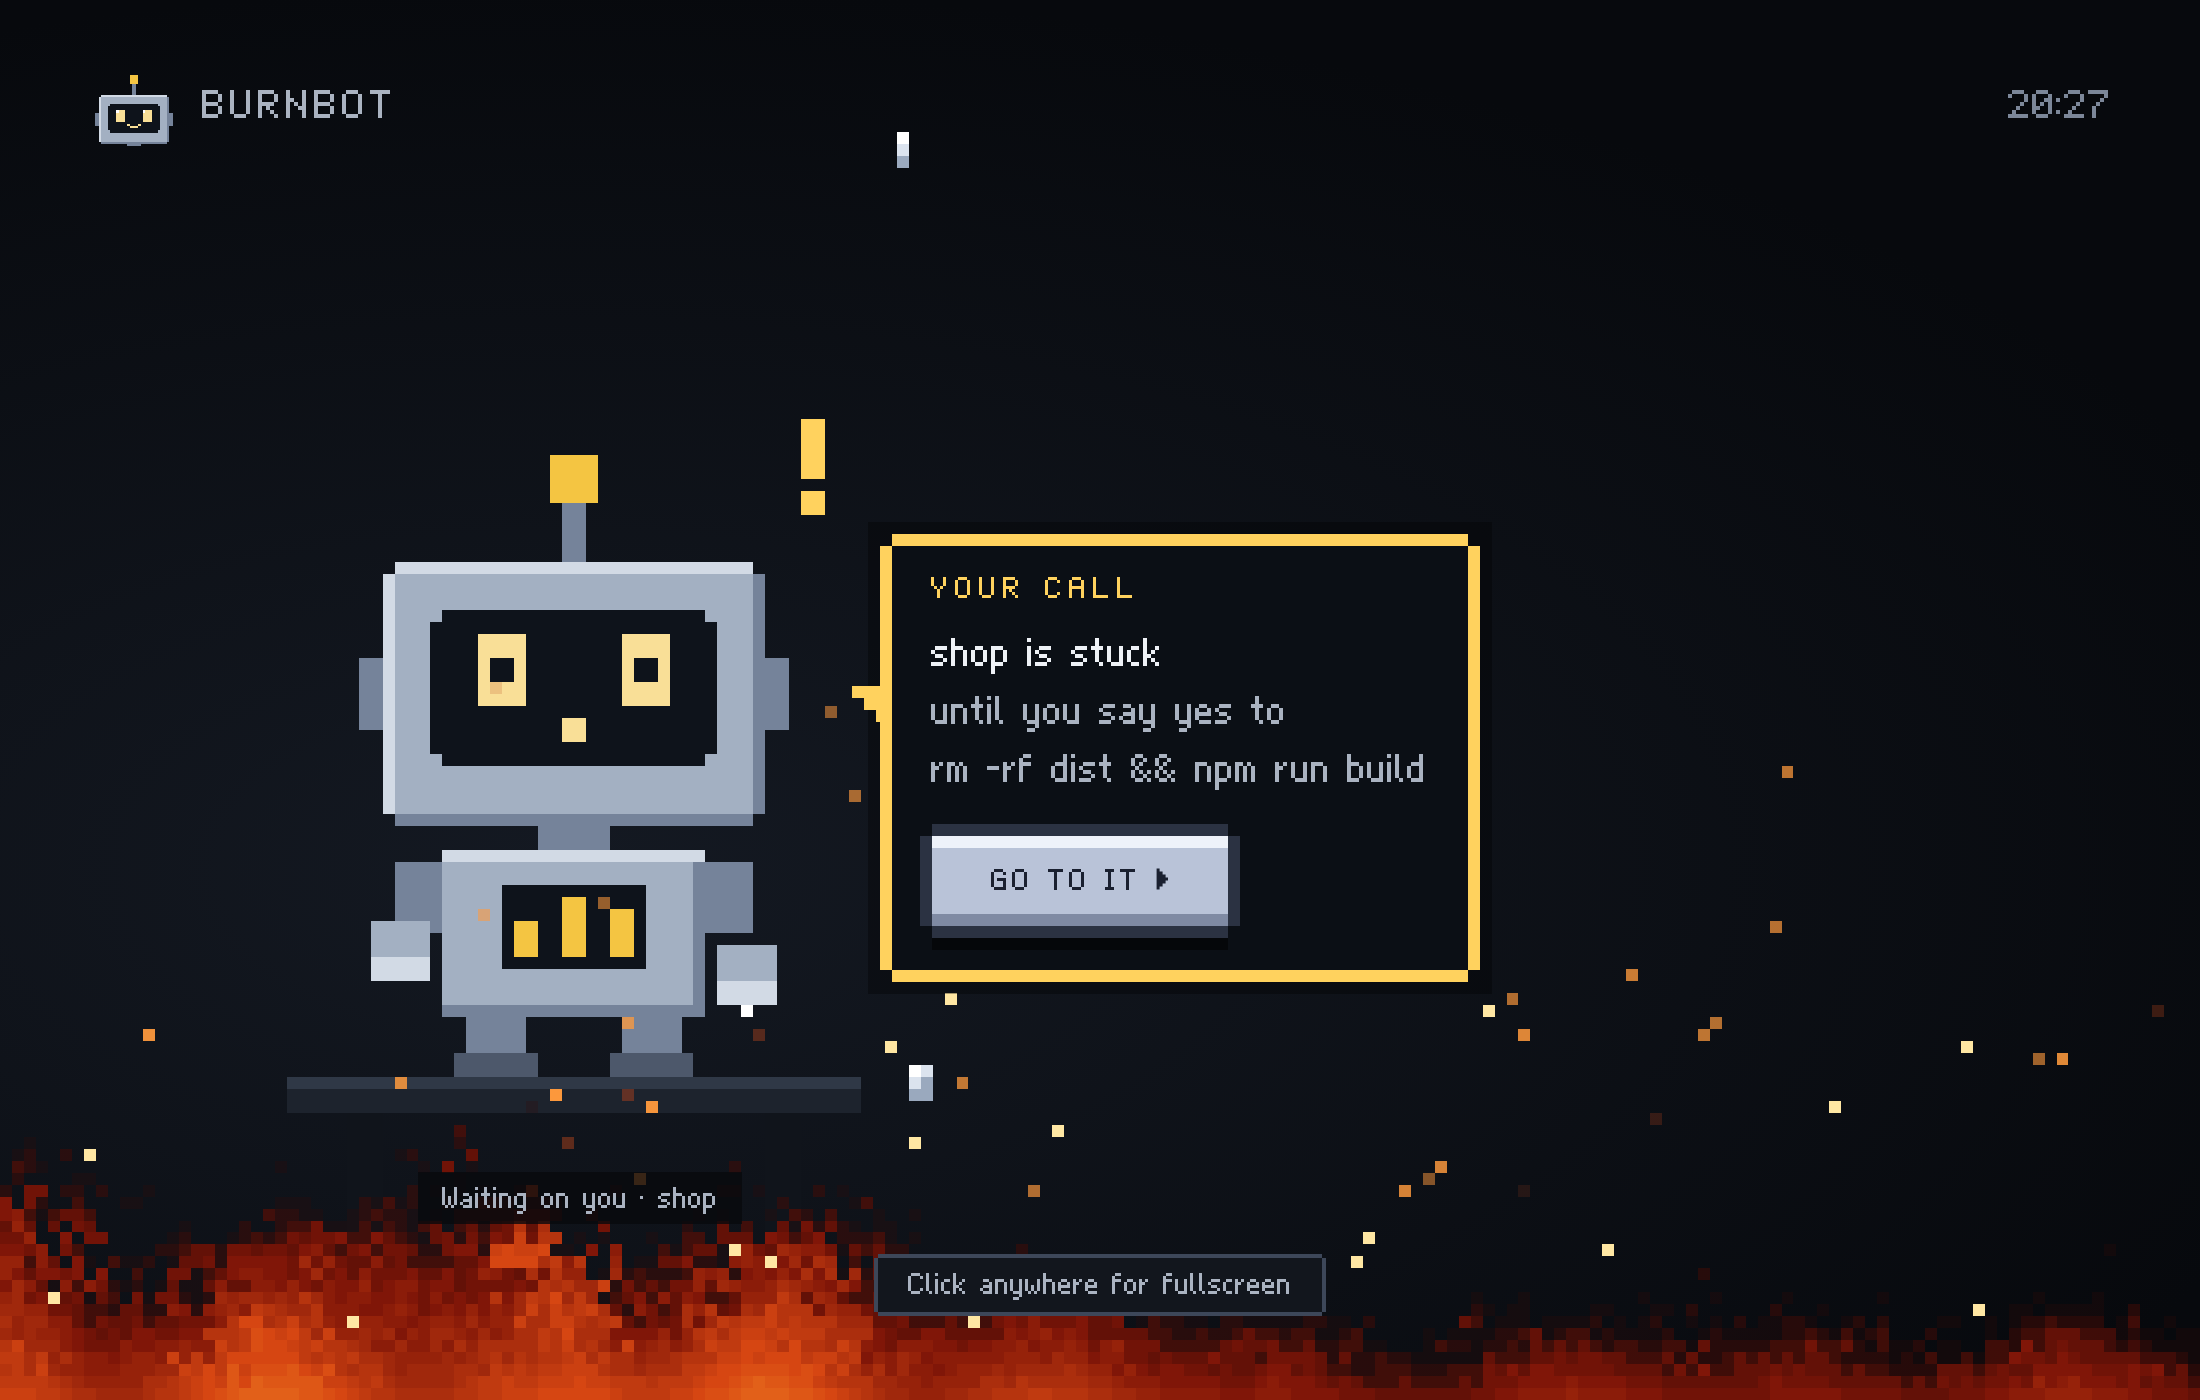 BURNBOT
20:27
YOUR CALL
shop is stuck
until you say yes to
rm -rf dist && npm run build
GO TO IT
Waiting on you · shop
Click anywhere for fullscreen